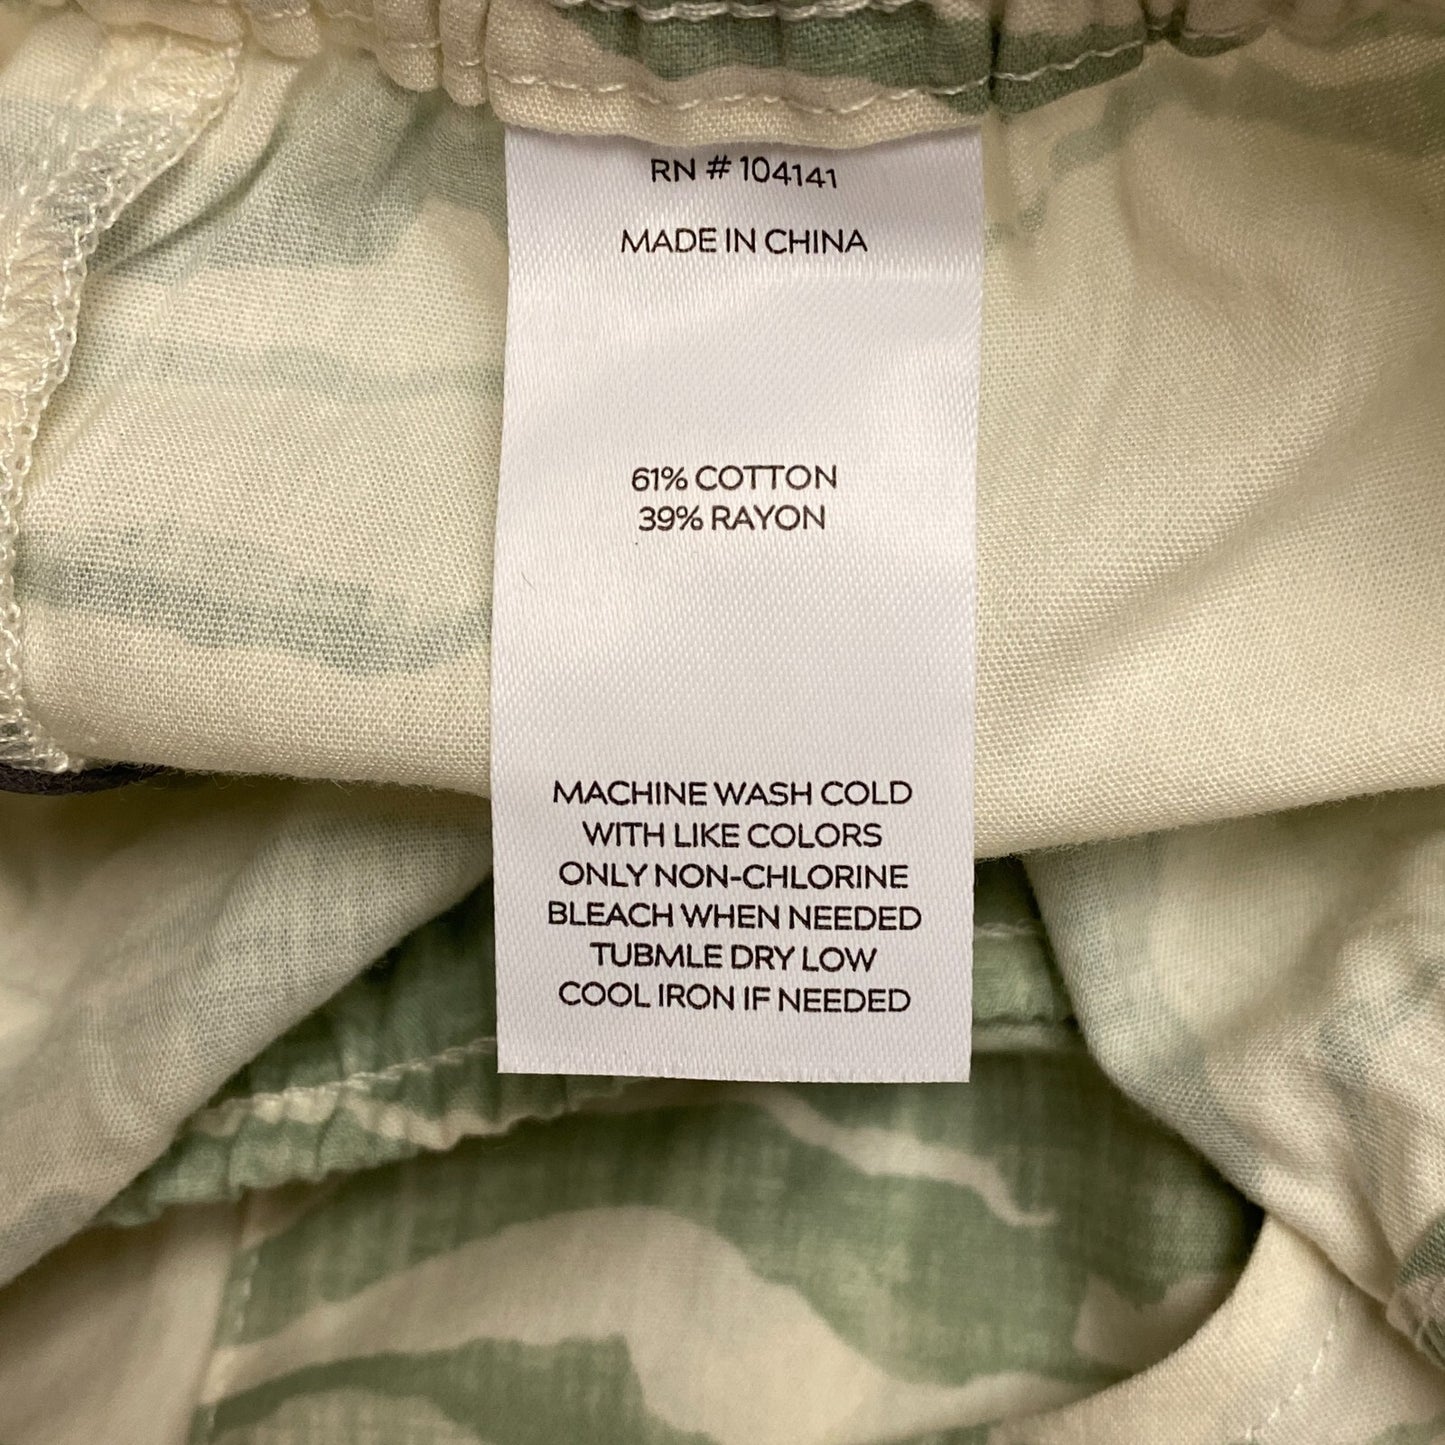 RN # 104141
MADE IN CHINA
61% COTTON
39% RAYON
MACHINE WASH COLD
WITH LIKE COLORS
ONLY NON-CHLORINE
BLEACH WHEN NEEDED
TUBMLE DRY LOW
COOL IRON IF NEEDED